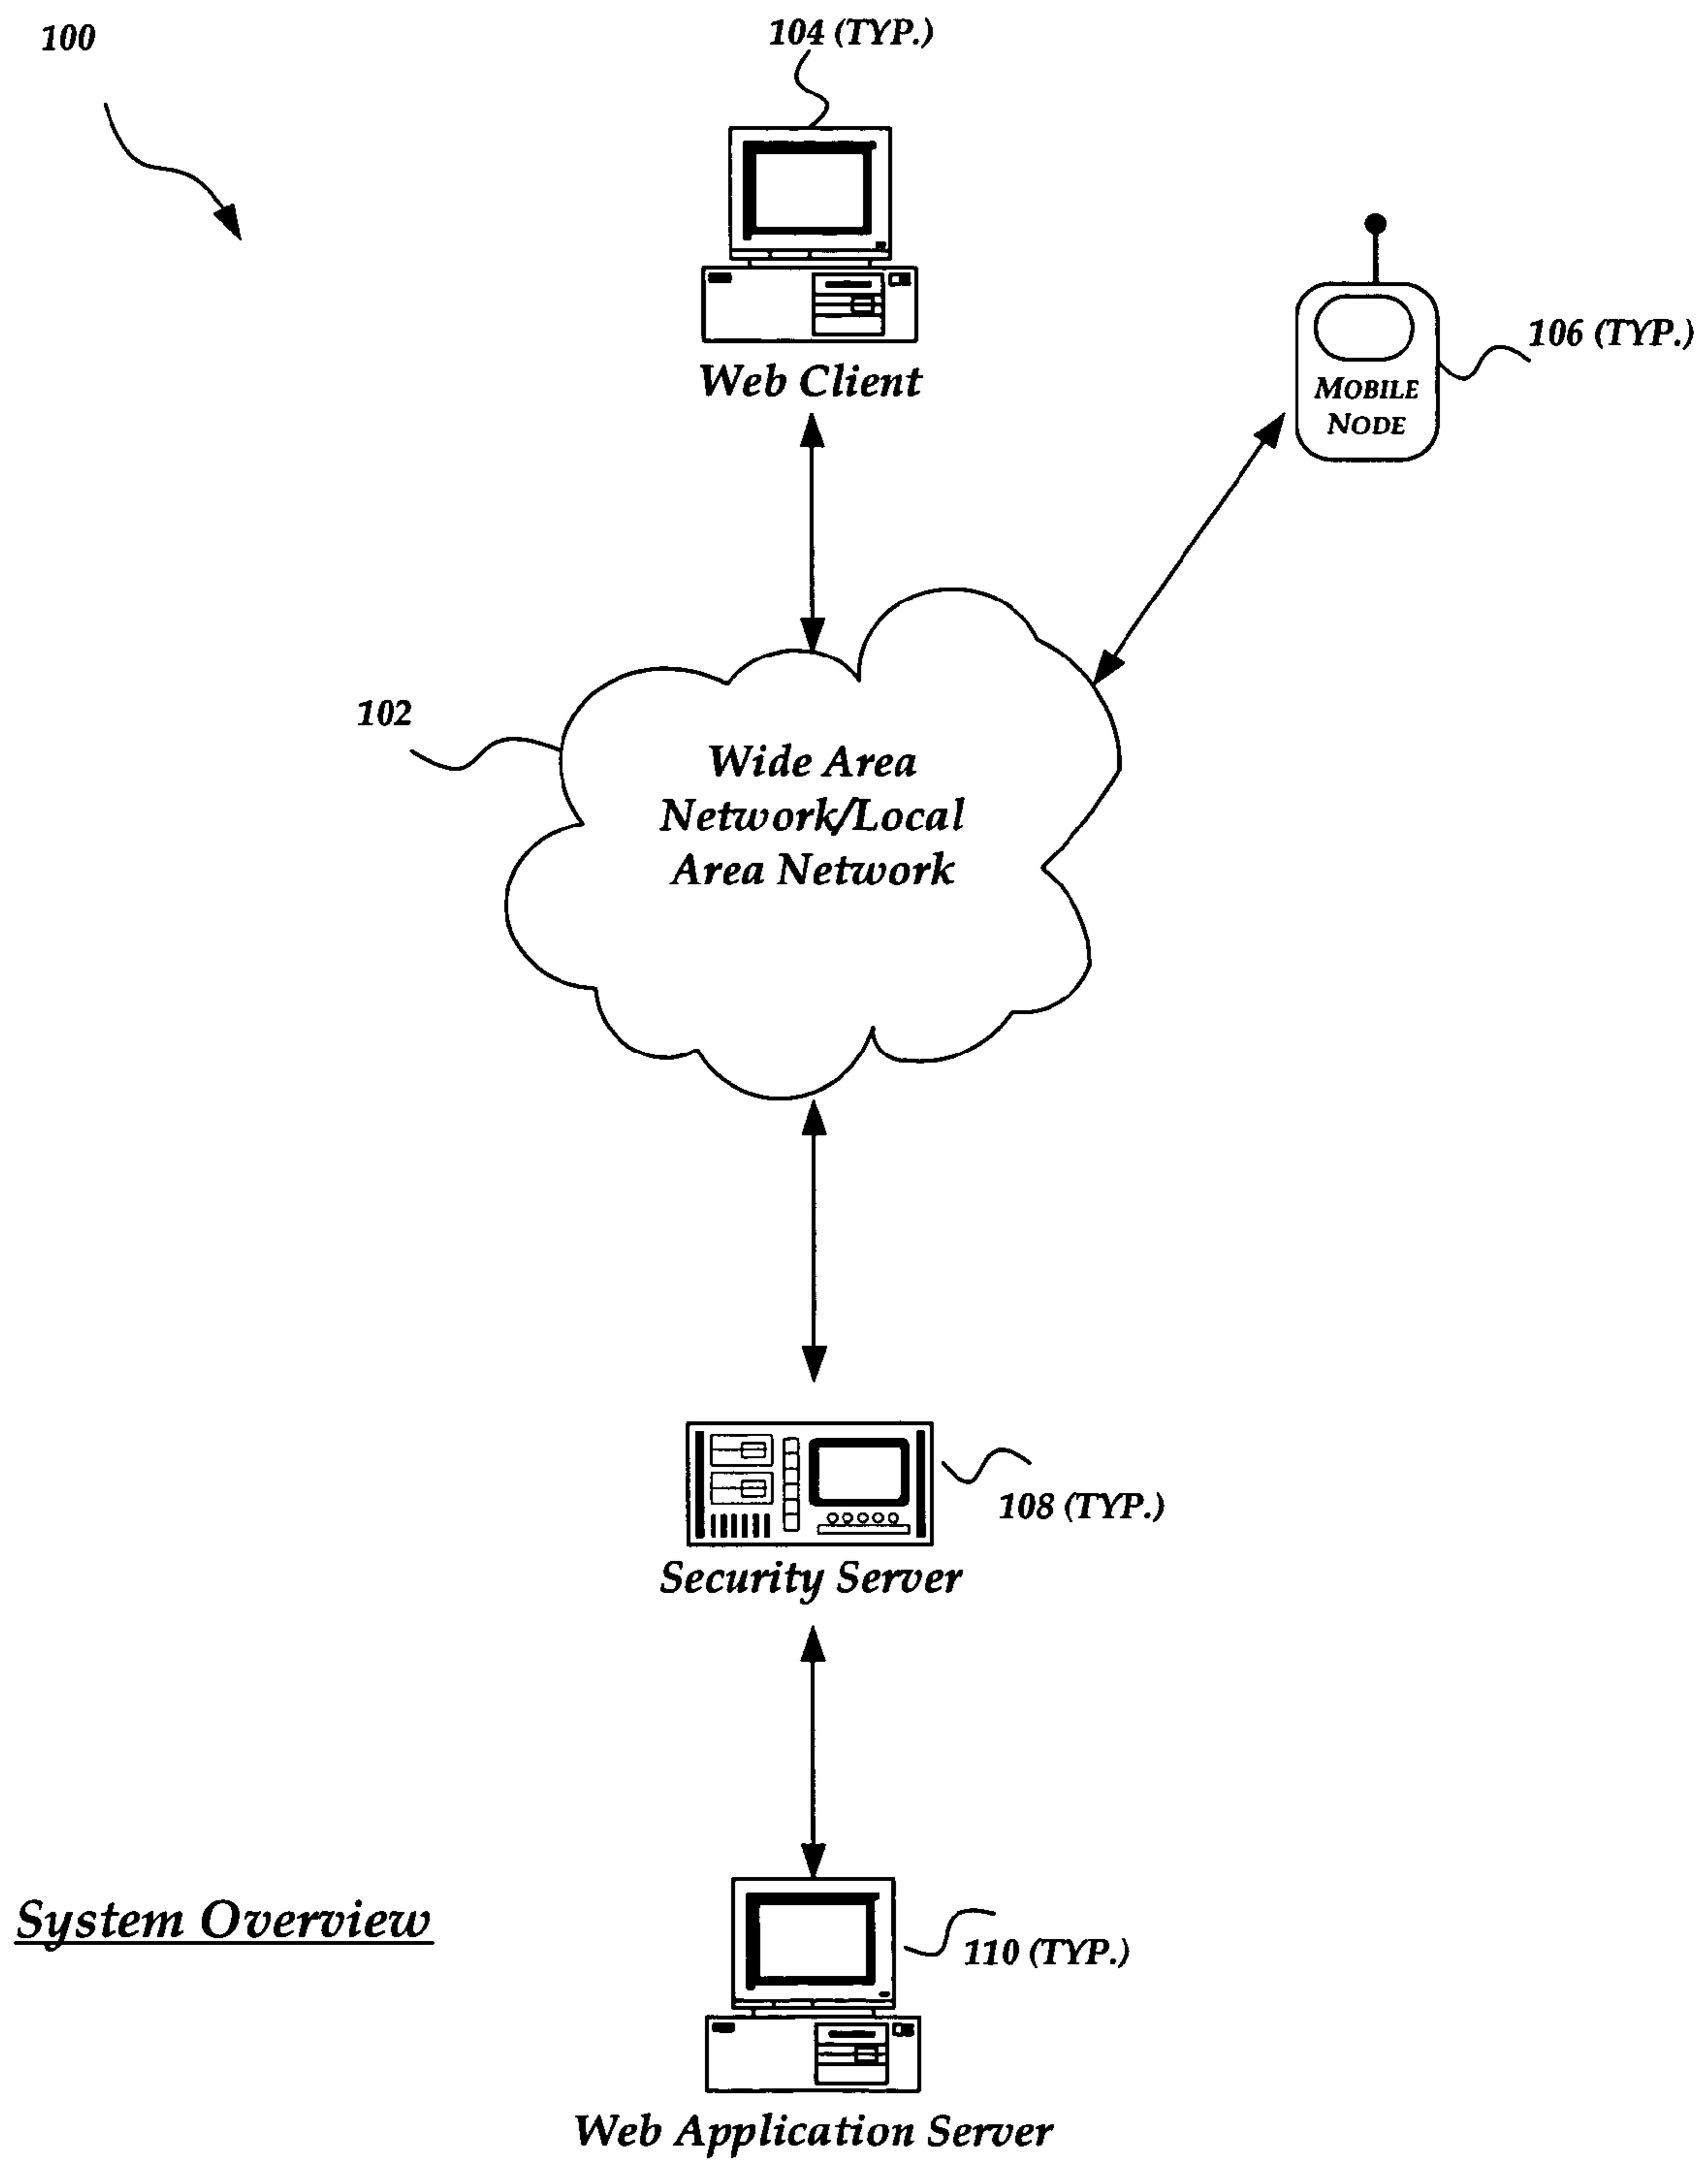 100
104 (TYP.)
Web Client
106 (TYP.)
MOBILE
NODE
102
Wide Area
Network/Local
Area Network
108 (TYP.)
Security Server
System Overview
110 (TYP.)
Web Application Server